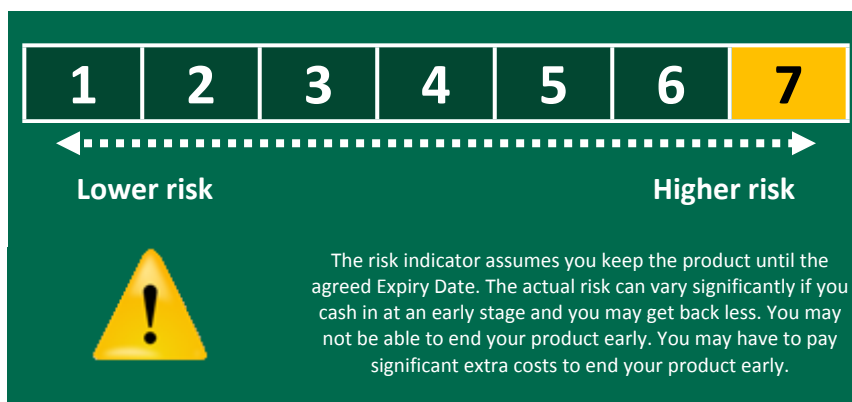 1 2 3 4 5 6 7
Lower risk Higher risk
!
The risk indicator assumes you keep the product until the
agreed Expiry Date. The actual risk can vary significantly if you
cash in at an early stage and you may get back less. You may
not be able to end your product early. You may have to pay
significant extra costs to end your product early.